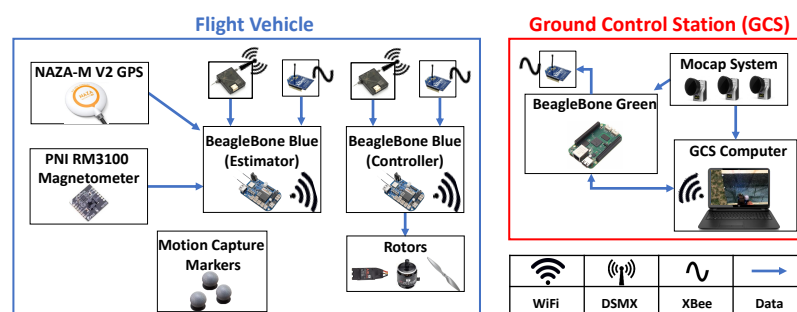 Flight Vehicle
NAZA-M V2 GPS
PNI RM3100
Magnetometer
BeagleBone Blue
(Estimator)
BeagleBone Blue
(Controller)
Motion Capture
Markers
Rotors
Ground Control Station (GCS)
Mocap System
BeagleBone Green
GCS Computer
WiFi
DSMX
XBee
Data